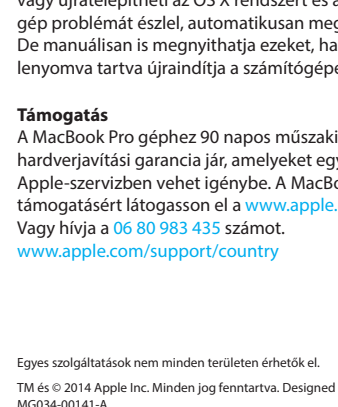 vagy újratelepítheti az OS X rendszert és a
gép problémát észlel, automatikusan meg
De manuálisan is megnyithatja ezeket, ha
lenyomva tartva újraindítja a számítógépe
Támogatás
A MacBook Pro géphez 90 napos műszaki
hardverjavítási garancia jár, amelyeket egy
Apple-szervizben vehet igénybe. A MacBo
támogatásért látogasson el a www.apple.
Vagy hívja a 06 80 983 435 számot.
www.apple.com/support/country
Egyes szolgáltatások nem minden területen érhetők el.
TM és © 2014 Apple Inc. Minden jog fenntartva. Designed
MG034-00141-A